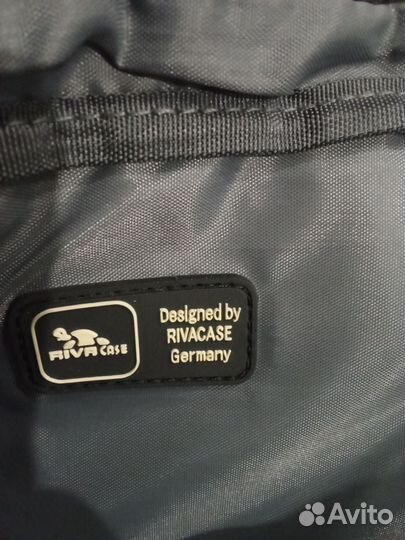 RIVA CASE
Designed by
RIVACASE
Germany
Avito